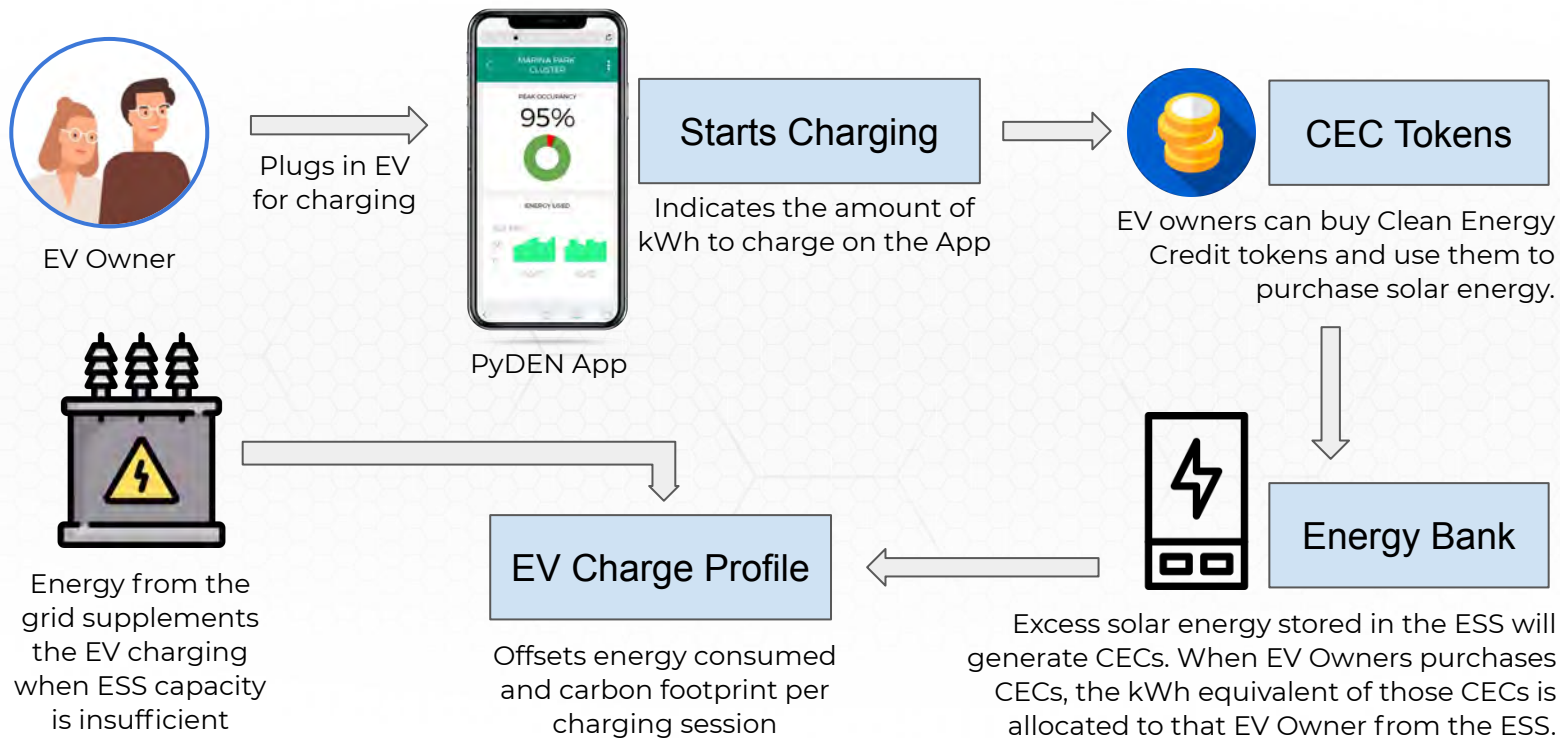 MARINA PARK
CLUSTER
PEAK OCCUPANCY
95%
ENERGY USED
EV Owner
Plugs in EV
for charging
PyDEN App
Starts Charging
Indicates the amount of
kWh to charge on the App
CEC Tokens
EV owners can buy Clean Energy
Credit tokens and use them to
purchase solar energy.
Energy Bank
Excess solar energy stored in the ESS will
generate CECs. When EV Owners purchases
CECs, the kWh equivalent of those CECs is
allocated to that EV Owner from the ESS.
EV Charge Profile
Offsets energy consumed
and carbon footprint per
charging session
Energy from the
grid supplements
the EV charging
when ESS capacity
is insufficient